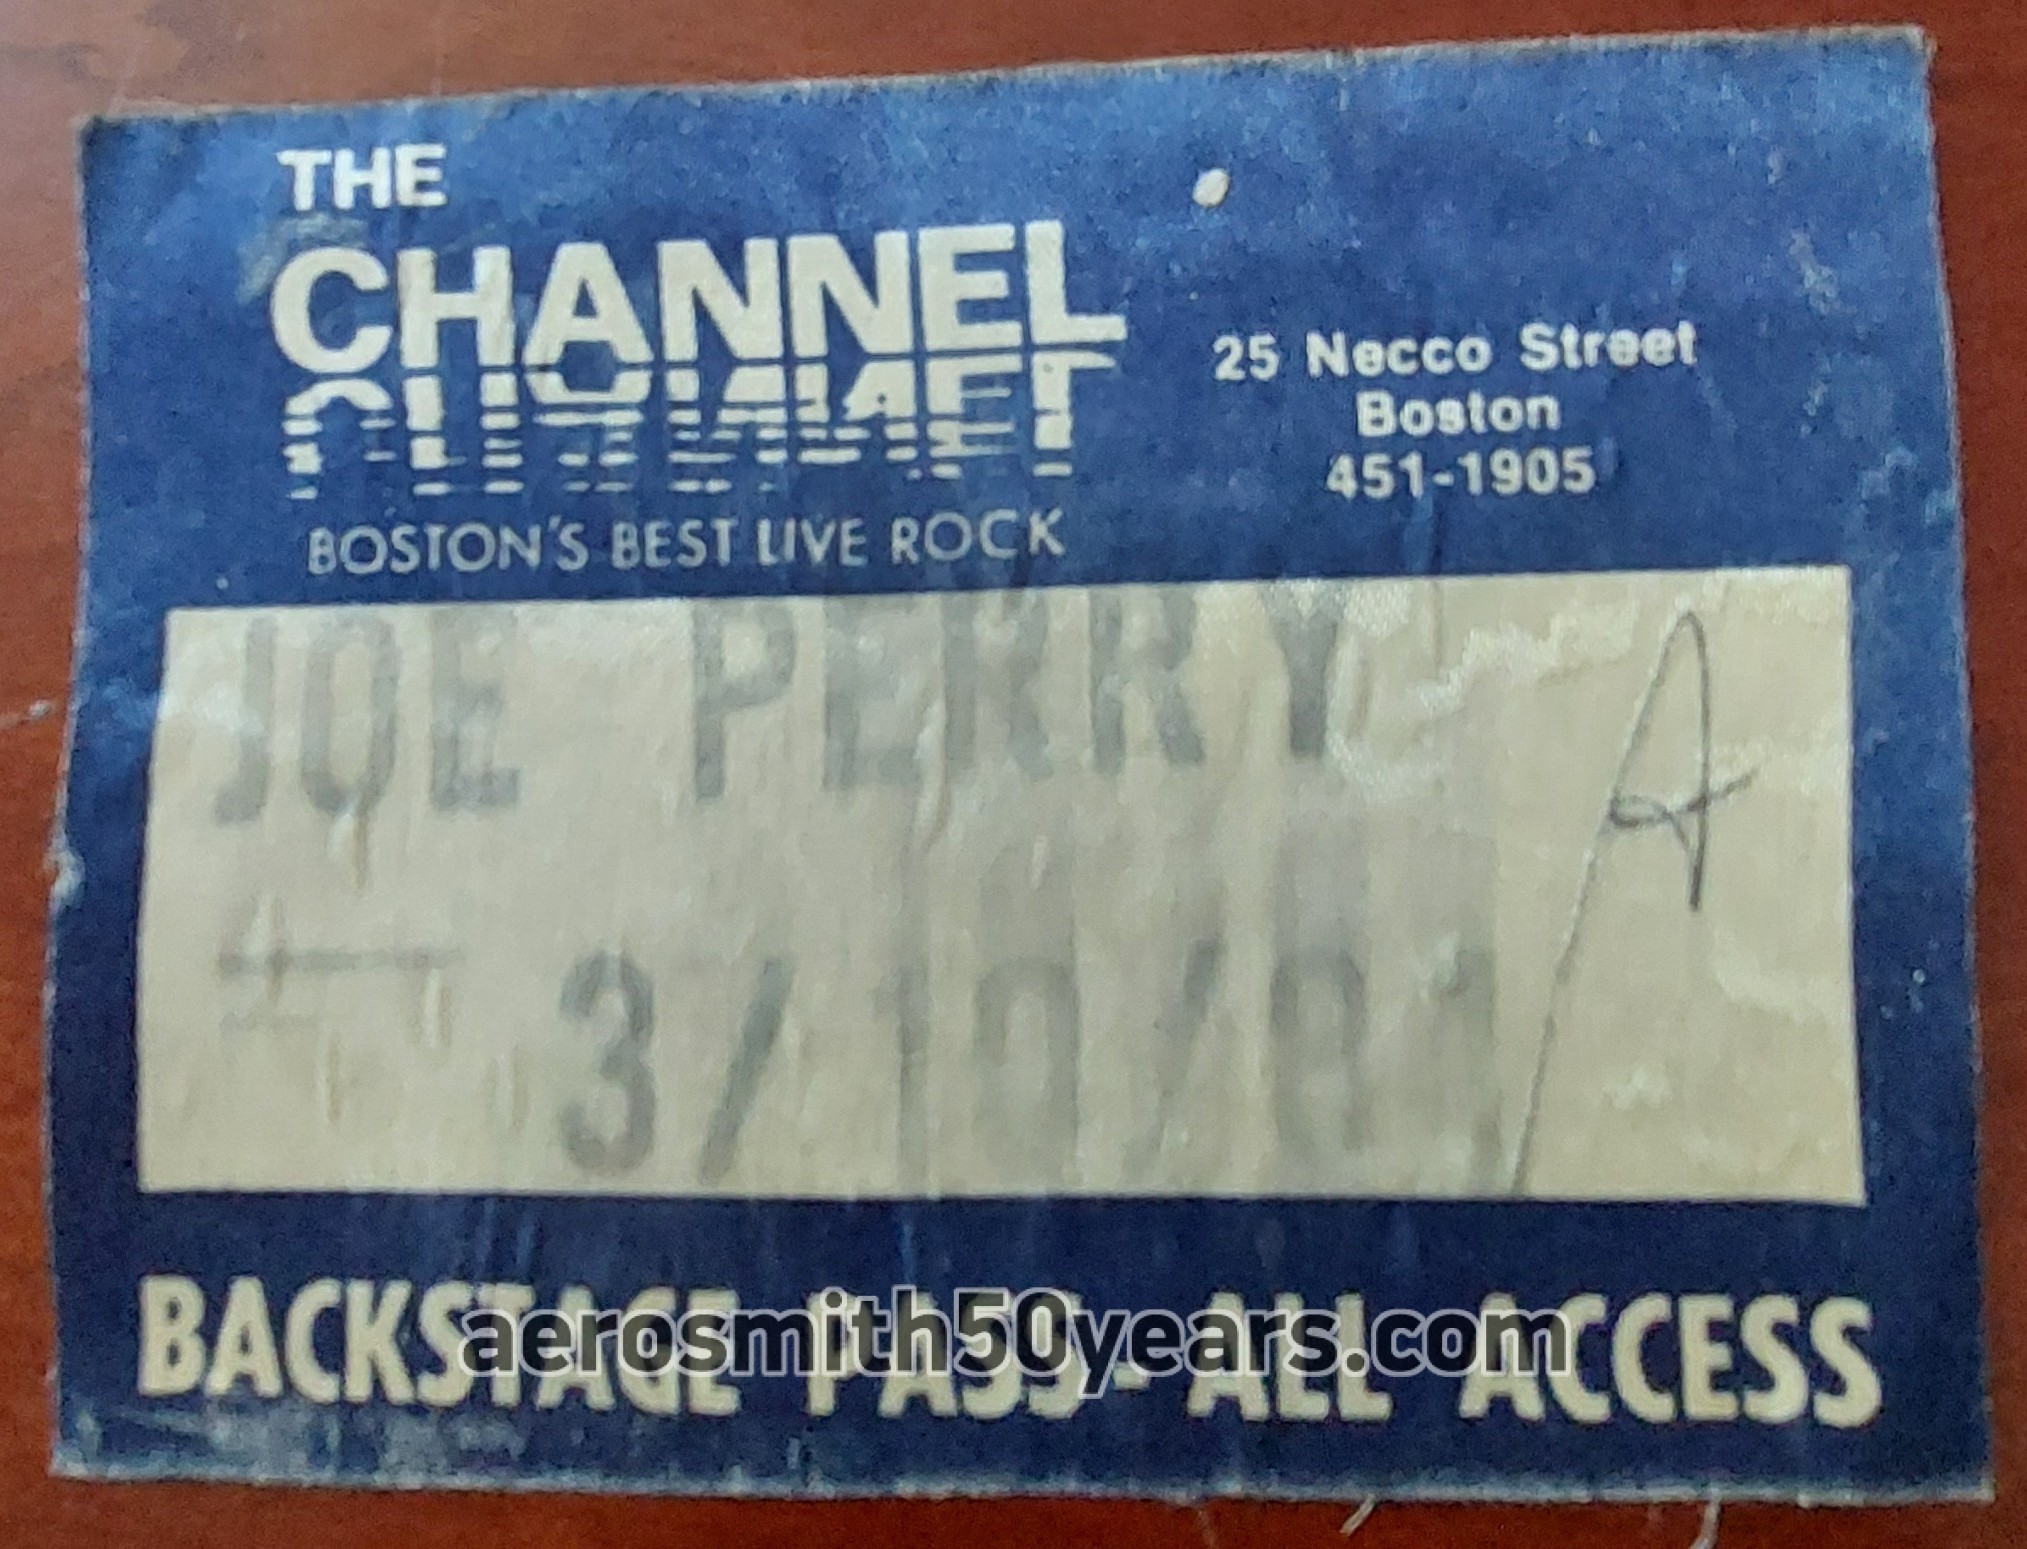 THE
CHANNEL
BOSTON'S BEST LIVE ROCK
25 Necco Street
Boston
451-1905
JOE PERRY
A
BACKSTAGE PASS - ALL ACCESS
aerosmith50years.com